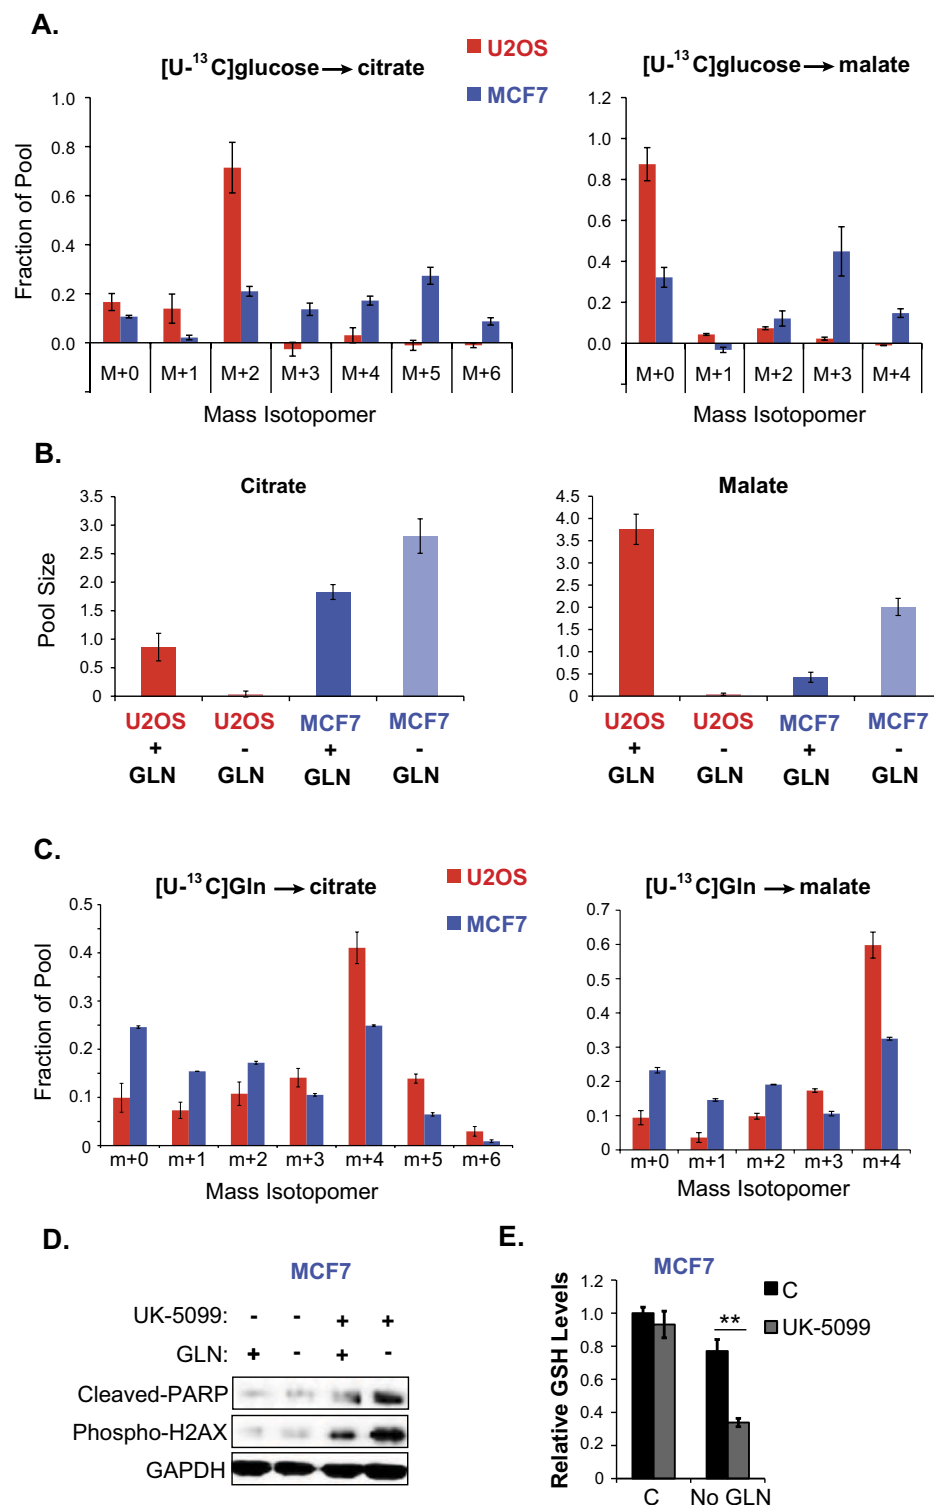 A.
U2OS
MCF7
[U-¹³C]glucose → citrate
[U-¹³C]glucose → malate
Fraction of Pool
1.0
0.8
0.6
0.4
0.2
0.0
M+0 M+1 M+2 M+3 M+4 M+5 M+6
Mass Isotopomer
1.2
1.0
0.8
0.6
0.4
0.2
0.0
M+0 M+1 M+2 M+3 M+4
Mass Isotopomer
B.
Citrate
Pool Size
3.5
3.0
2.5
2.0
1.5
1.0
0.5
0
U2OS U2OS MCF7 MCF7
+ - + -
GLN GLN GLN GLN
Malate
4.5
4.0
3.5
3.0
2.5
2.0
1.5
1.0
0.5
0
U2OS U2OS MCF7 MCF7
+ - + -
GLN GLN GLN GLN
C.
[U-¹³C]Gln → citrate
U2OS
MCF7
[U-¹³C]Gln → malate
Fraction of Pool
0.5
0.4
0.3
0.2
0.1
0
m+0 m+1 m+2 m+3 m+4 m+5 m+6
Mass Isotopomer
0.7
0.6
0.5
0.4
0.3
0.2
0.1
0
m+0 m+1 m+2 m+3 m+4
Mass Isotopomer
D.
MCF7
UK-5099: - - + +
GLN: + - + -
Cleaved-PARP
Phospho-H2AX
GAPDH
E.
MCF7
C
UK-5099
Relative GSH Levels
1.2
1.0
0.8
0.6
0.4
0.2
0
**
C No GLN